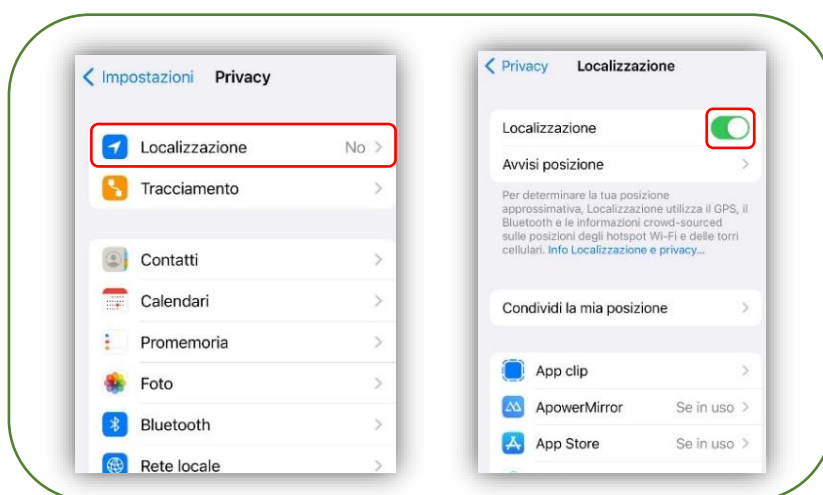 Impostazioni Privacy
Localizzazione No
Tracciamento
Contatti
Calendari
Promemoria
Foto
Bluetooth
Rete locale
Privacy Localizzazione
Localizzazione
Avvisi posizione
Per determinare la tua posizione
approssimativa, Localizzazione utilizza il GPS, il
Bluetooth e le informazioni crowd-sourced
sulle posizioni degli hotspot Wi-Fi e delle torri
cellulari. Info Localizzazione e privacy...
Condividi la mia posizione
App clip
ApowerMirror Se in uso
App Store Se in uso